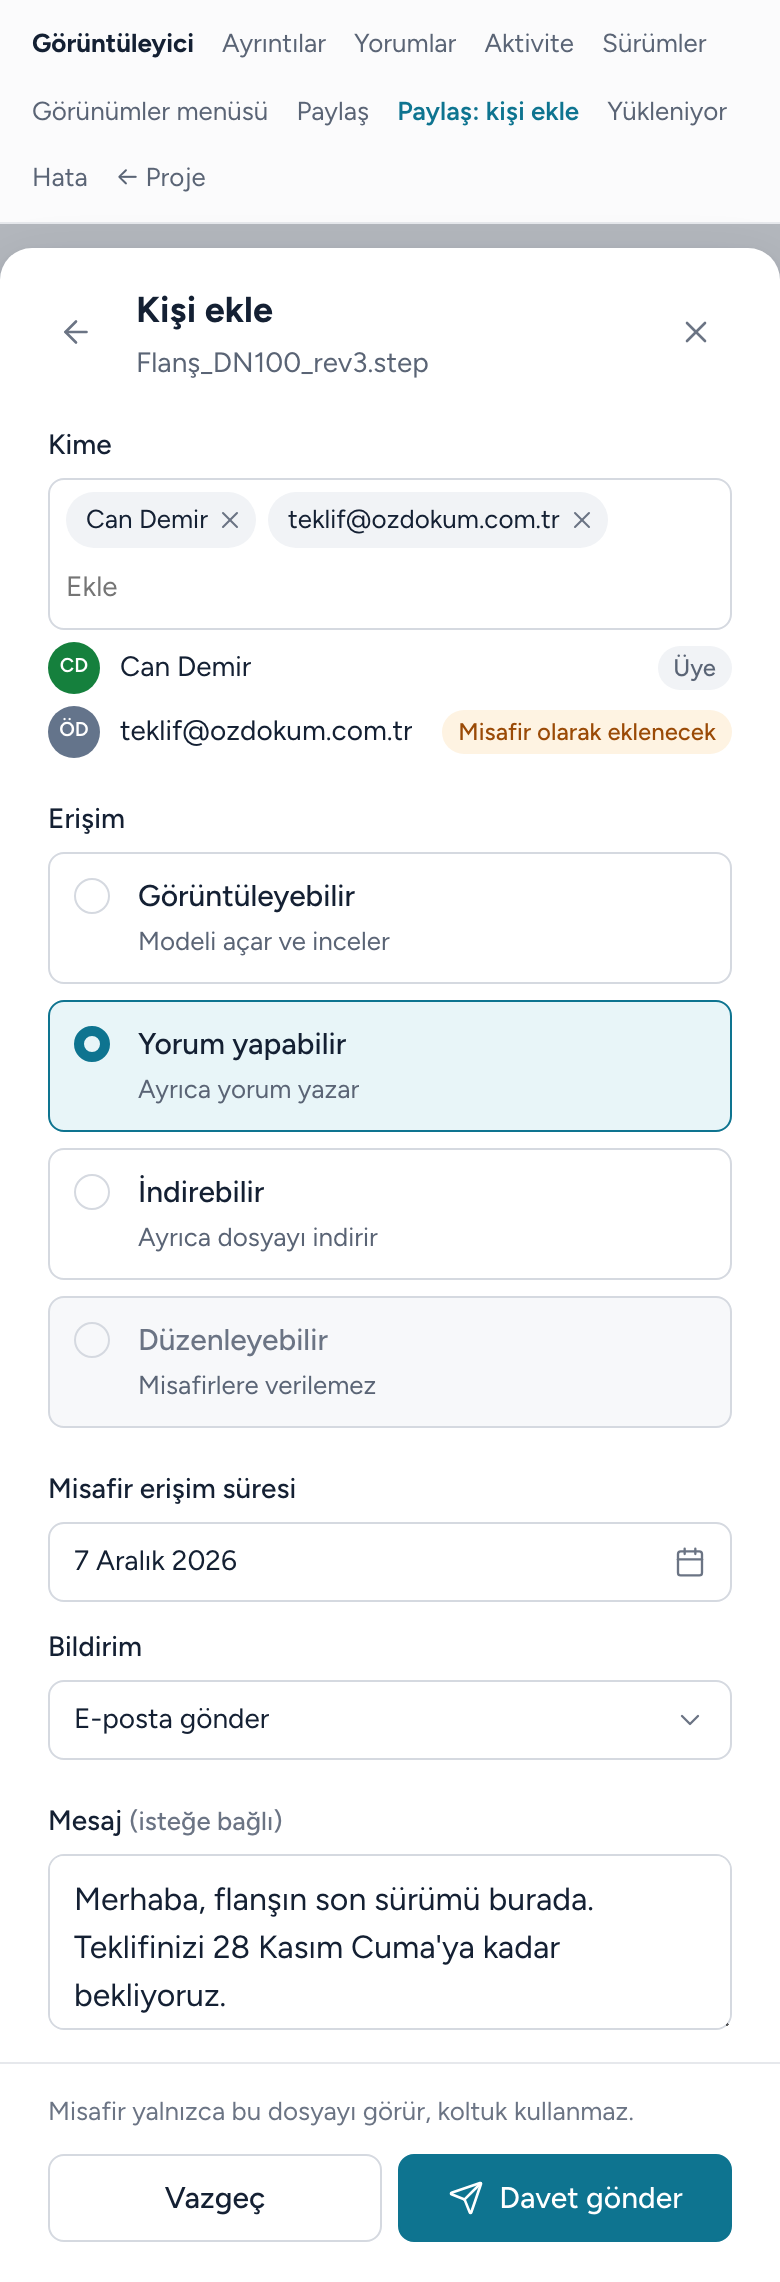 Görüntüleyici Ayrıntılar Yorumlar Aktivite Sürümler
Görünümler menüsü Paylaş Paylaş: kişi ekle Yükleniyor
Hata ← Proje
Kişi ekle
Flanş_DN100_rev3.step
Kime
Can Demir teklif@ozdokum.com.tr
Ekle
CD Can Demir Üye
ÖD teklif@ozdokum.com.tr Misafir olarak eklenecek
Erişim
Görüntüleyebilir
Modeli açar ve inceler
Yorum yapabilir
Ayrıca yorum yazar
İndirebilir
Ayrıca dosyayı indirir
Düzenleyebilir
Misafirlere verilemez
Misafir erişim süresi
7 Aralık 2026
Bildirim
E-posta gönder
Mesaj (isteğe bağlı)
Merhaba, flanşın son sürümü burada.
Teklifinizi 28 Kasım Cuma'ya kadar
bekliyoruz.
Misafir yalnızca bu dosyayı görür, koltuk kullanmaz.
Vazgeç Davet gönder